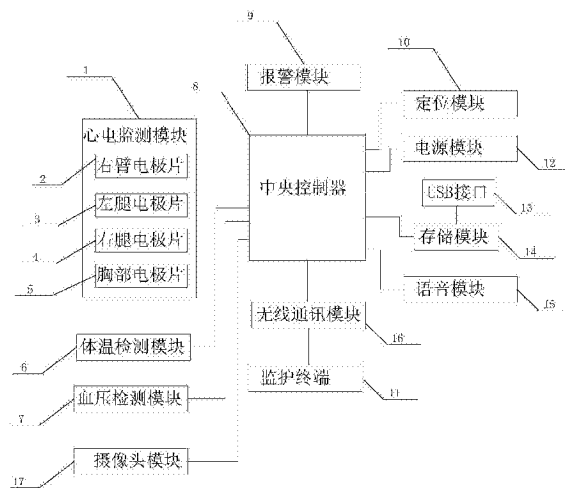 9
报警模块
10
定位模块
1
8
心电监测模块
电源模块
12
2
右臂电极片
中央控制器
USB接口
13
3
左腿电极片
4
右腿电极片
存储模块
14
5
胸部电极片
语音模块
15
无线通讯模块
16
体温检测模块
6
监护终端
11
血压检测模块
7
摄像头模块
17